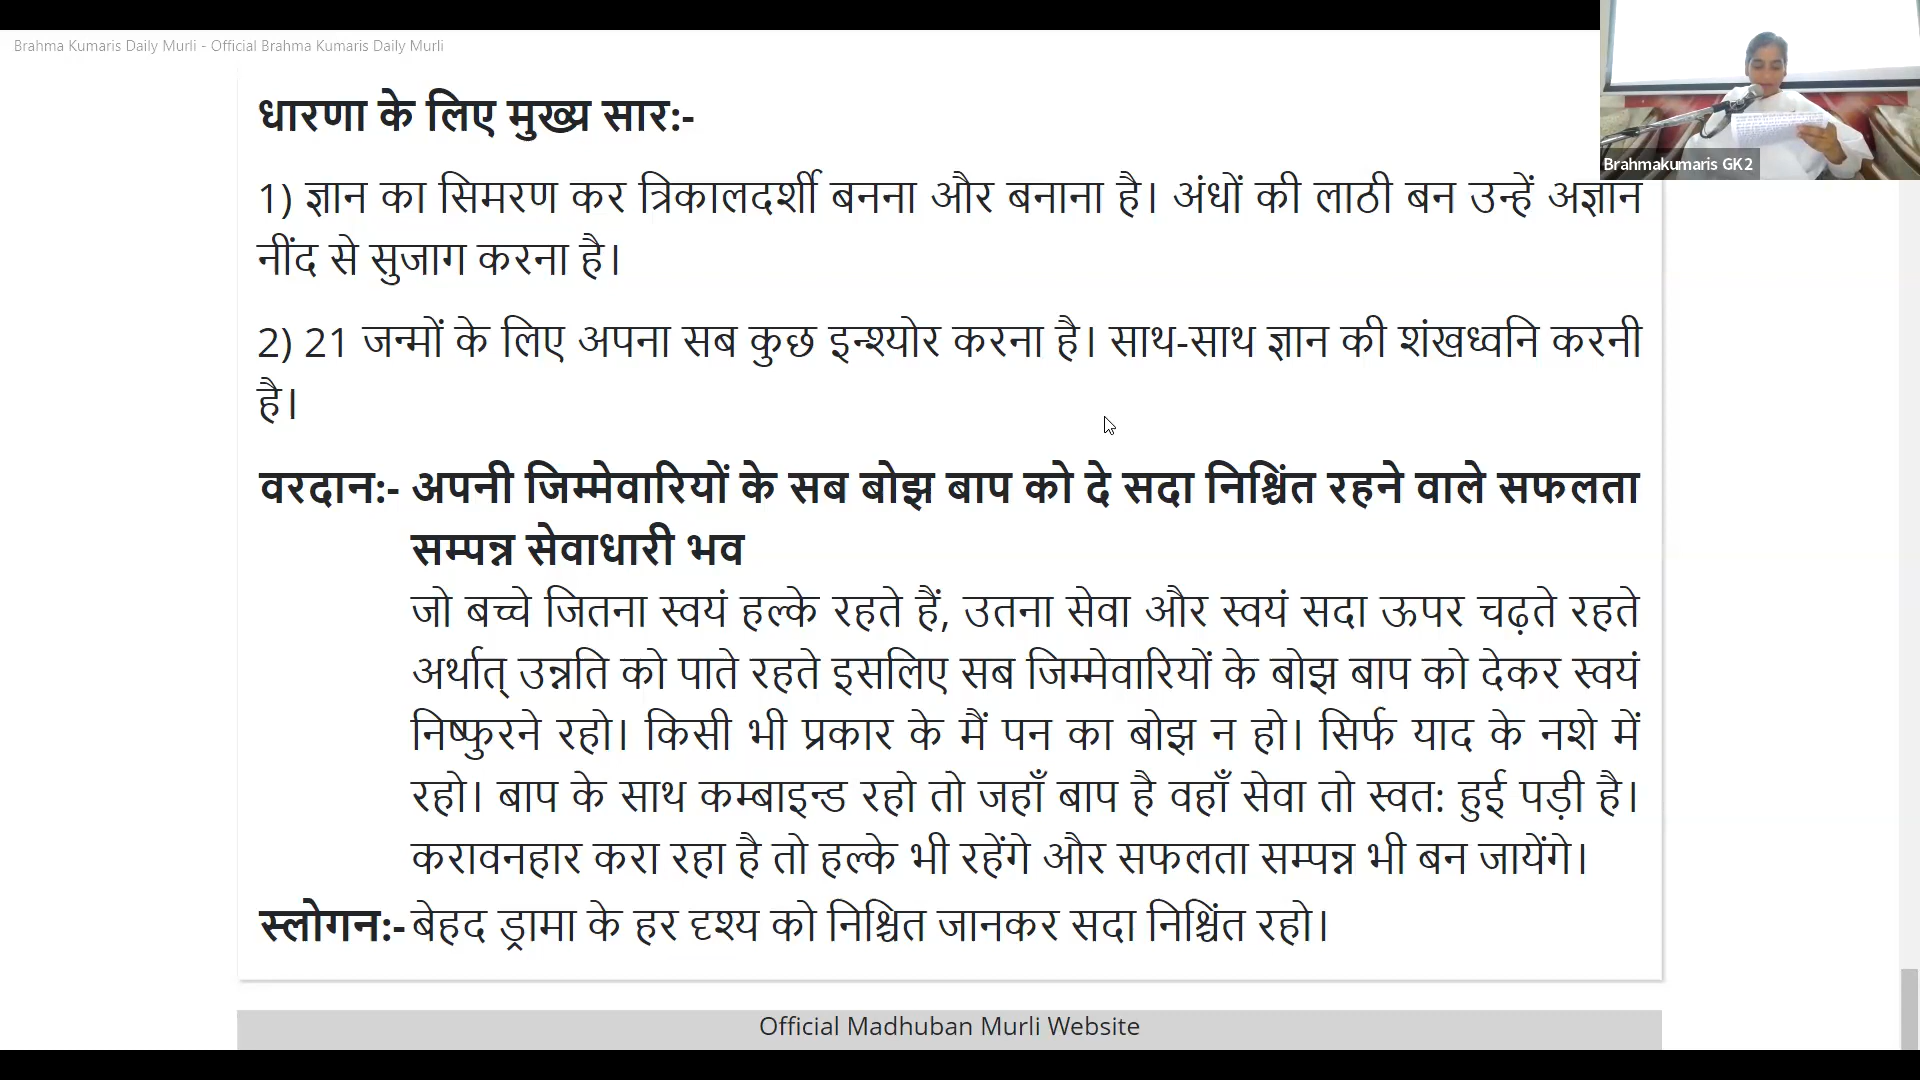 Brahma Kumaris Daily Murli - Official Brahma Kumaris Daily Murli
Brahmakumaris GK2
धारणा के लिए मुख्य सार:-
1) ज्ञान का सिमरण कर त्रिकालदर्शी बनना और बनाना है। अंधों की लाठी बन उन्हें अज्ञान
नींद से सुजाग करना है।
2) 21 जन्मों के लिए अपना सब कुछ इन्श्योर करना है। साथ-साथ ज्ञान की शंखध्वनि करनी
है।
वरदान:- अपनी जिम्मेवारियों के सब बोझ बाप को दे सदा निश्चिंत रहने वाले सफलता
सम्पन्न सेवाधारी भव
जो बच्चे जितना स्वयं हल्के रहते हैं, उतना सेवा और स्वयं सदा ऊपर चढ़ते रहते
अर्थात् उन्नति को पाते रहते इसलिए सब जिम्मेवारियों के बोझ बाप को देकर स्वयं
निष्फुरने रहो। किसी भी प्रकार के मैं पन का बोझ न हो। सिर्फ याद के नशे में
रहो। बाप के साथ कम्बाइन्ड रहो तो जहाँ बाप है वहाँ सेवा तो स्वतः हुई पड़ी है।
करावनहार करा रहा है तो हल्के भी रहेंगे और सफलता सम्पन्न भी बन जायेंगे।
स्लोगन:- बेहद ड्रामा के हर दृश्य को निश्चित जानकर सदा निश्चिंत रहो।
Official Madhuban Murli Website